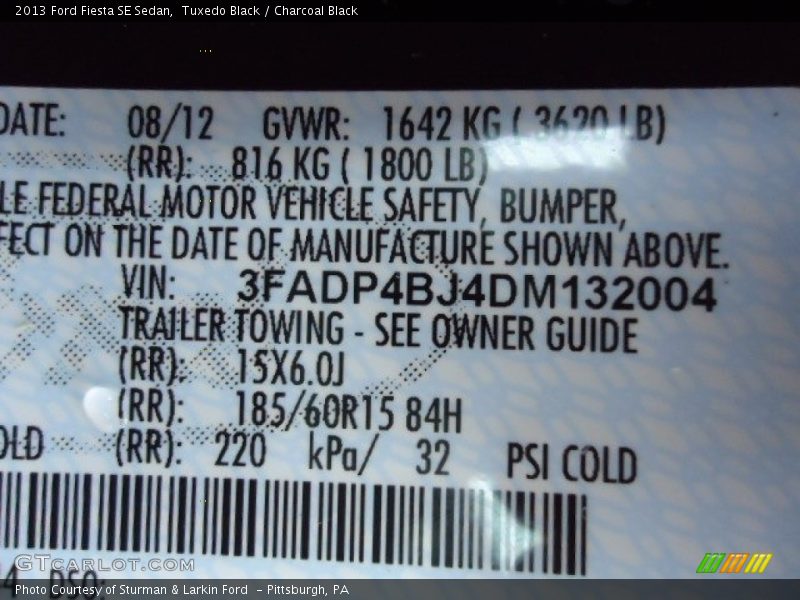 2013 Ford Fiesta SE Sedan, Tuxedo Black / Charcoal Black
DATE: 08/12 GVWR: 1642 KG ( 3620 LB)
(RR): 816 KG ( 1800 LB)
LE FEDERAL MOTOR VEHICLE SAFETY, BUMPER,
FECT ON THE DATE OF MANUFACTURE SHOWN ABOVE.
VIN: 3FADP4BJ4DM132004
TRAILER TOWING - SEE OWNER GUIDE
(RR): 15X6.0J
(RR): 185/60R15 84H
OLD (RR): 220 kPa/ 32 PSI COLD
GTCARLOT.COM
4 DSO:
Photo Courtesy of Sturman & Larkin Ford - Pittsburgh, PA